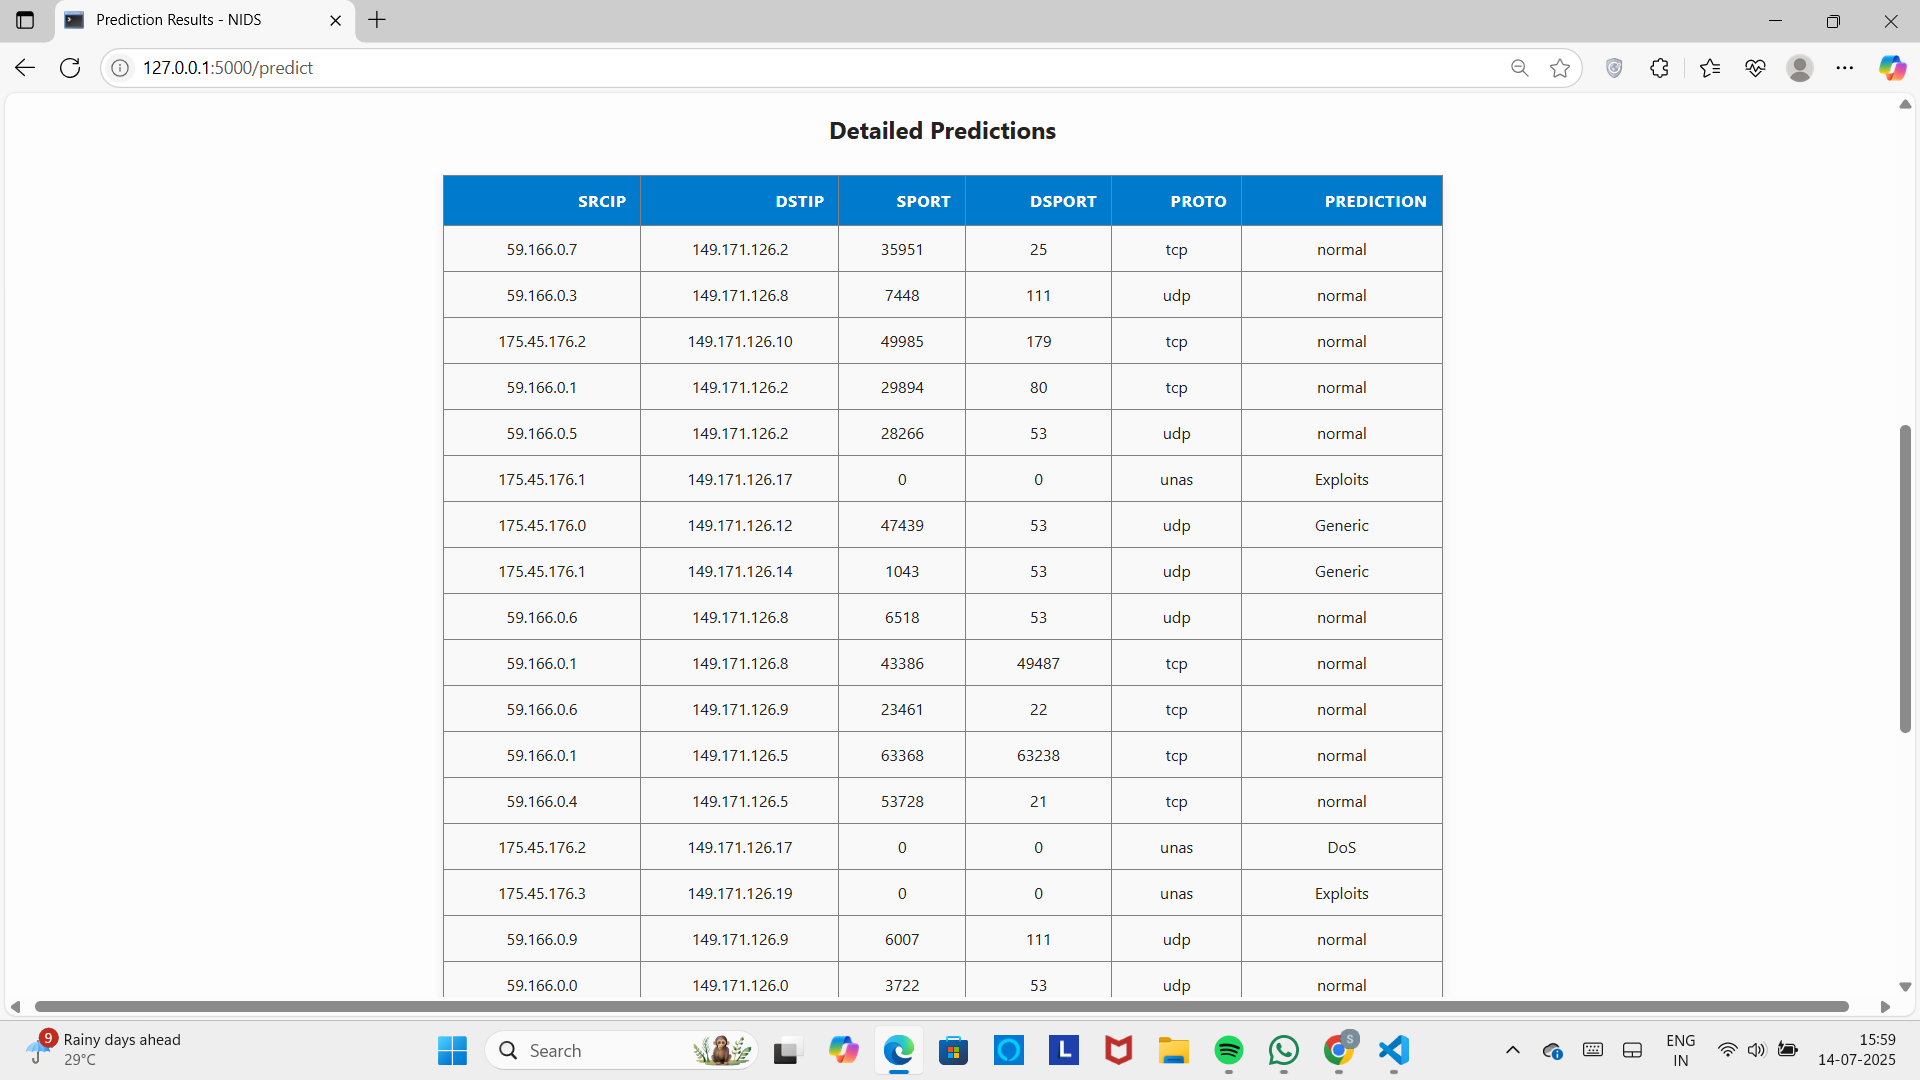 Prediction Results - NIDS
127.0.0.1:5000/predict
Detailed Predictions
SRCIP DSTIP SPORT DSPORT PROTO PREDICTION
59.166.0.7 149.171.126.2 35951 25 tcp normal
59.166.0.3 149.171.126.8 7448 111 udp normal
175.45.176.2 149.171.126.10 49985 179 tcp normal
59.166.0.1 149.171.126.2 29894 80 tcp normal
59.166.0.5 149.171.126.2 28266 53 udp normal
175.45.176.1 149.171.126.17 0 0 unas Exploits
175.45.176.0 149.171.126.12 47439 53 udp Generic
175.45.176.1 149.171.126.14 1043 53 udp Generic
59.166.0.6 149.171.126.8 6518 53 udp normal
59.166.0.1 149.171.126.8 43386 49487 tcp normal
59.166.0.6 149.171.126.9 23461 22 tcp normal
59.166.0.1 149.171.126.5 63368 63238 tcp normal
59.166.0.4 149.171.126.5 53728 21 tcp normal
175.45.176.2 149.171.126.17 0 0 unas DoS
175.45.176.3 149.171.126.19 0 0 unas Exploits
59.166.0.9 149.171.126.9 6007 111 udp normal
59.166.0.0 149.171.126.0 3722 53 udp normal
9
Rainy days ahead
29°C
Search
L
S
ENG
IN
15:59
14-07-2025